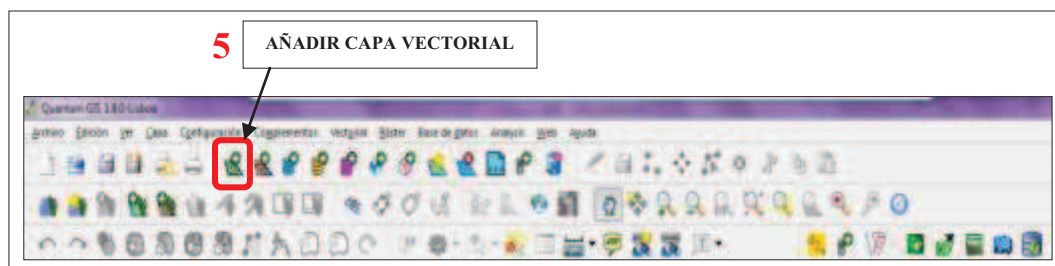 5
AÑADIR CAPA VECTORIAL
Quantum GIS 1.8.0-Lisboa
Archivo Edición Ver Capa Configuración Complementos Vectorial Ráster Base de datos Analysis Web Ayuda